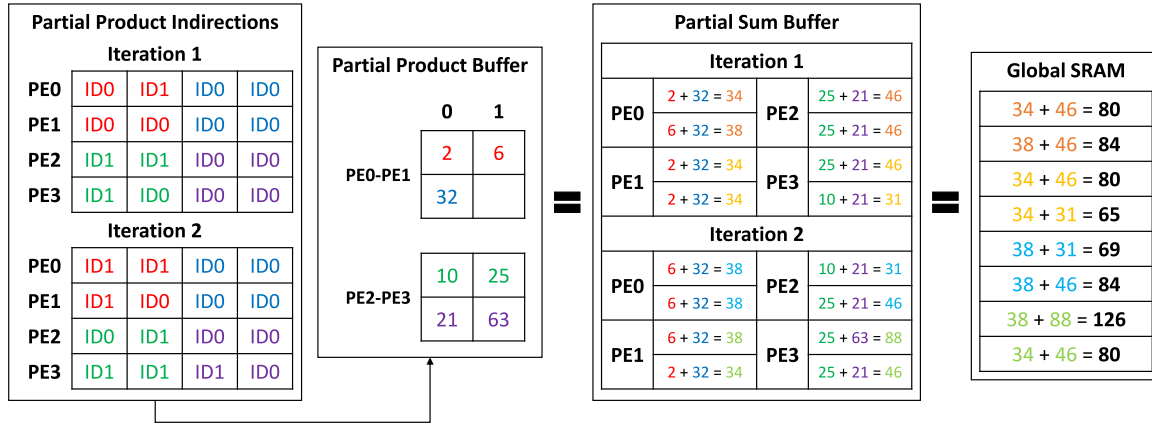 Partial Product Indirections
Iteration 1
PE0 ID0 ID1 ID0 ID0
PE1 ID0 ID0 ID0 ID0
PE2 ID1 ID1 ID0 ID0
PE3 ID1 ID0 ID0 ID0
Iteration 2
PE0 ID1 ID1 ID0 ID0
PE1 ID1 ID0 ID0 ID0
PE2 ID0 ID1 ID0 ID0
PE3 ID1 ID1 ID1 ID0
Partial Product Buffer
0 1
PE0-PE1
2 6
32
PE2-PE3
10 25
21 63
=
Partial Sum Buffer
Iteration 1
PE0
2 + 32 = 34
6 + 32 = 38
PE2
25 + 21 = 46
25 + 21 = 46
PE1
2 + 32 = 34
2 + 32 = 34
PE3
25 + 21 = 46
10 + 21 = 31
Iteration 2
PE0
6 + 32 = 38
6 + 32 = 38
PE2
10 + 21 = 31
25 + 21 = 46
PE1
6 + 32 = 38
2 + 32 = 34
PE3
25 + 63 = 88
25 + 21 = 46
=
Global SRAM
34 + 46 = 80
38 + 46 = 84
34 + 46 = 80
34 + 31 = 65
38 + 31 = 69
38 + 46 = 84
38 + 88 = 126
34 + 46 = 80